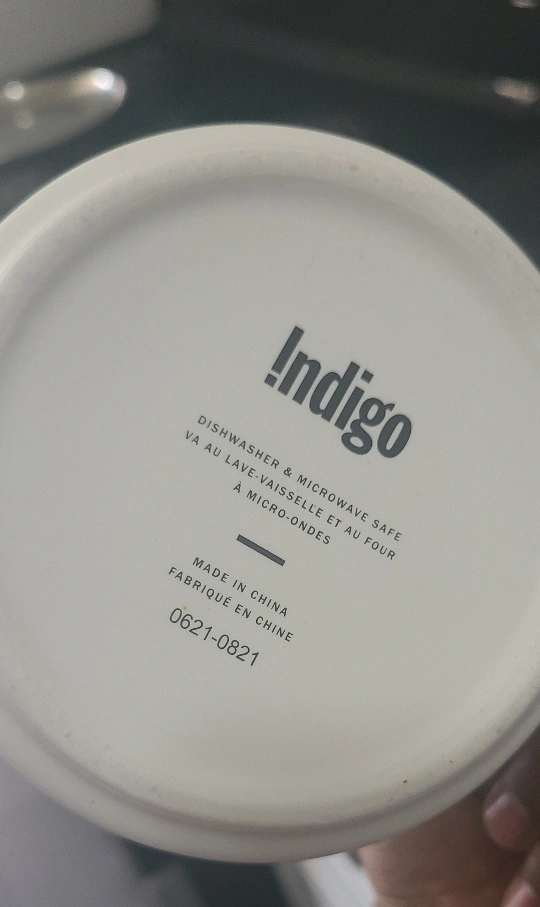 !ndigo
DISHWASHER & MICROWAVE SAFE
VA AU LAVE-VAISSELLE ET AU FOUR
À MICRO-ONDES
MADE IN CHINA
FABRIQUÉ EN CHINE
0621-0821